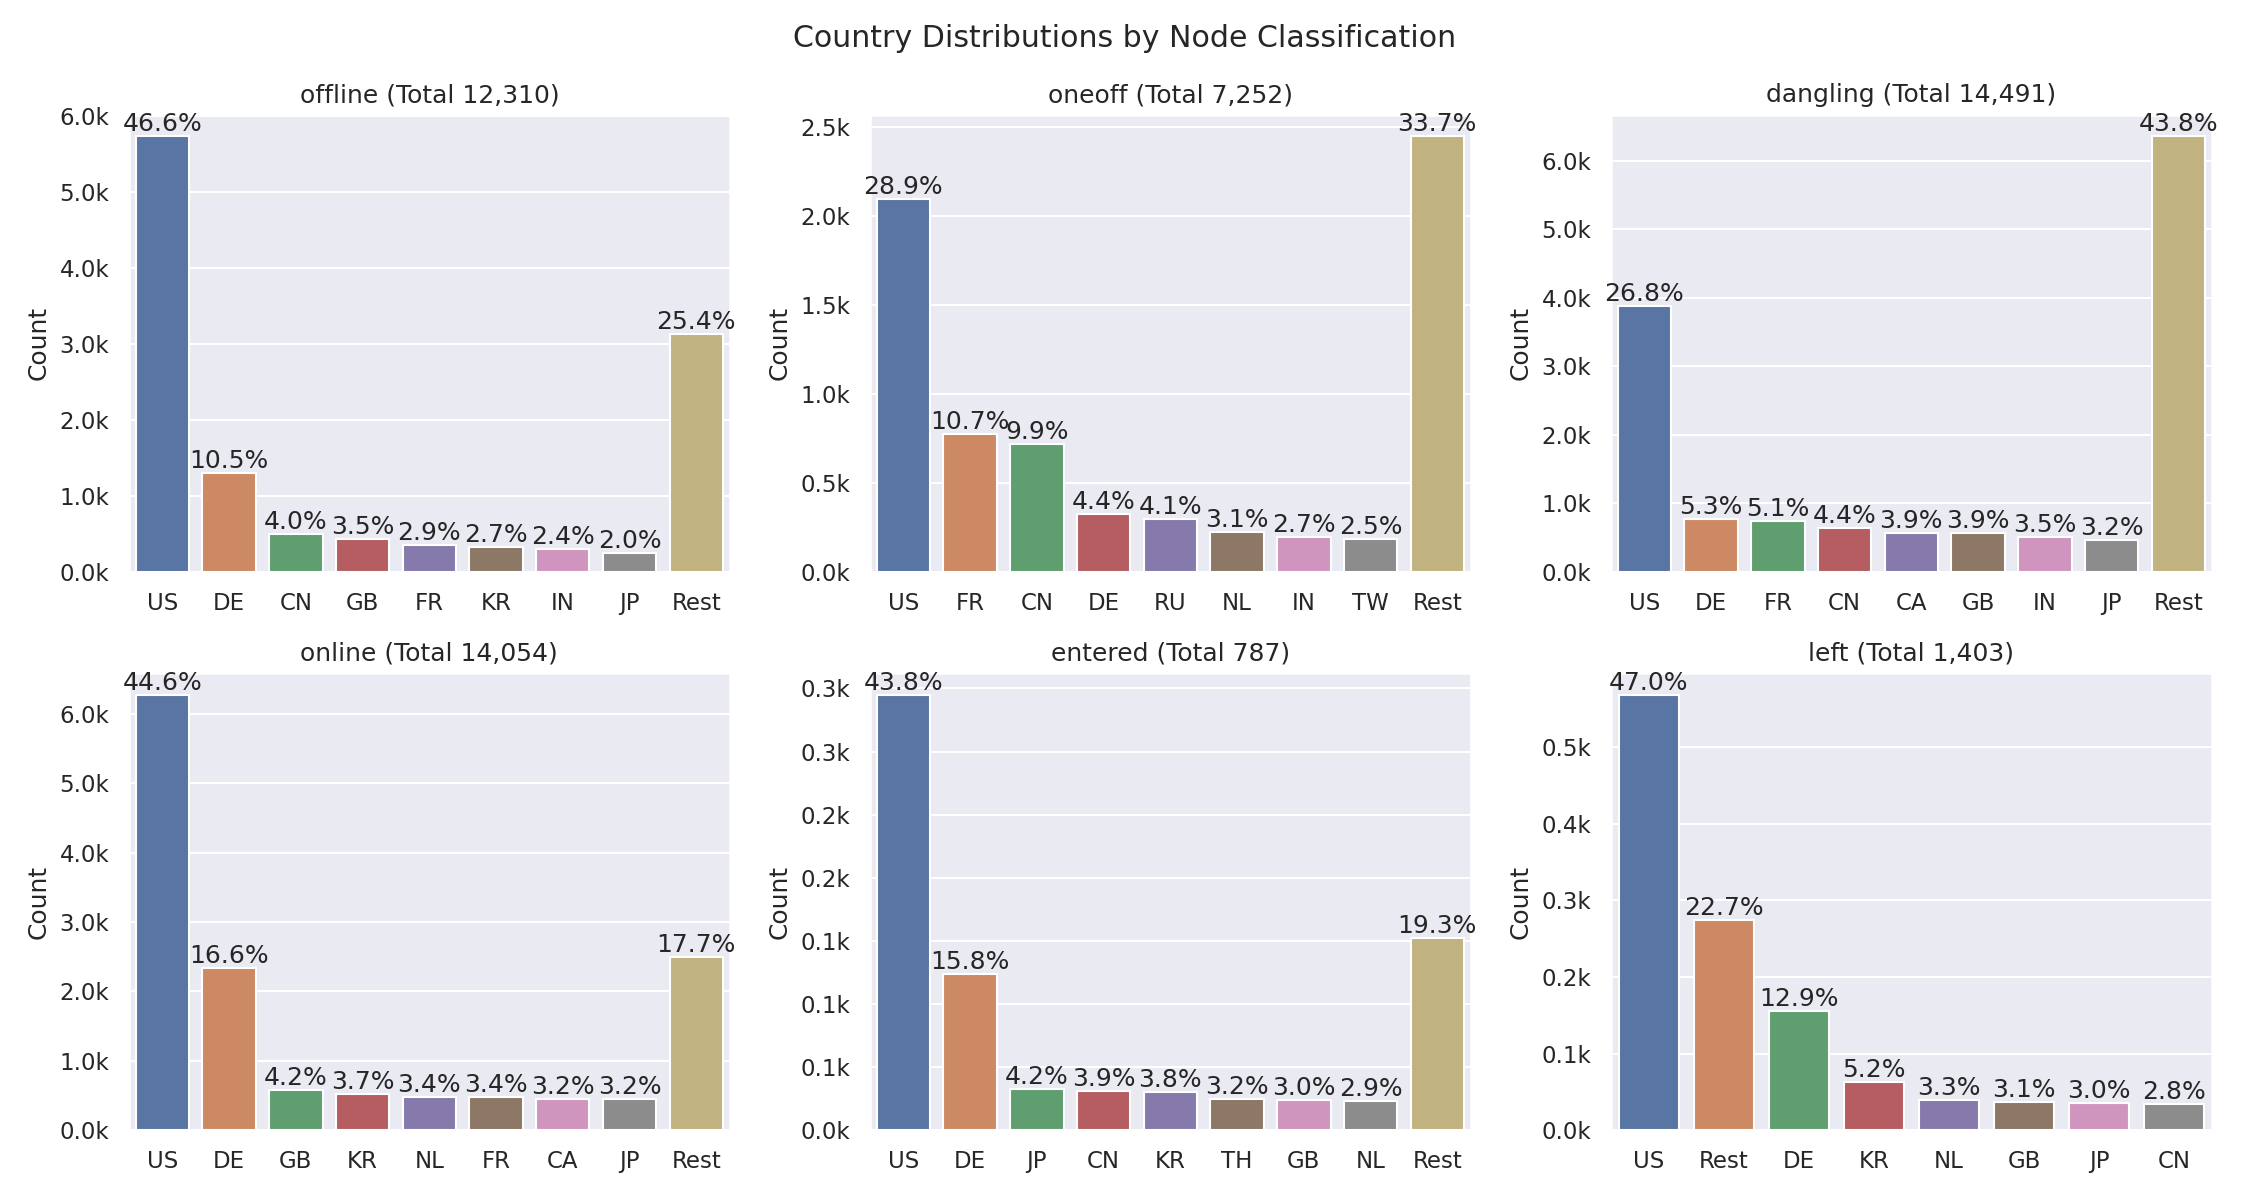 Country Distributions by Node Classification
offline (Total 12,310)
Count
6.0k
5.0k
4.0k
3.0k
2.0k
1.0k
0.0k
46.6%
10.5%
4.0%
3.5%
2.9%
2.7%
2.4%
2.0%
25.4%
US DE CN GB FR KR IN JP Rest
oneoff (Total 7,252)
Count
2.5k
2.0k
1.5k
1.0k
0.5k
0.0k
28.9%
10.7%
9.9%
4.4%
4.1%
3.1%
2.7%
2.5%
33.7%
US FR CN DE RU NL IN TW Rest
dangling (Total 14,491)
Count
6.0k
5.0k
4.0k
3.0k
2.0k
1.0k
0.0k
26.8%
5.3%
5.1%
4.4%
3.9%
3.9%
3.5%
3.2%
43.8%
US DE FR CN CA GB IN JP Rest
online (Total 14,054)
Count
6.0k
5.0k
4.0k
3.0k
2.0k
1.0k
0.0k
44.6%
16.6%
4.2%
3.7%
3.4%
3.4%
3.2%
3.2%
17.7%
US DE GB KR NL FR CA JP Rest
entered (Total 787)
Count
0.3k
0.3k
0.2k
0.2k
0.1k
0.1k
0.1k
0.0k
43.8%
15.8%
4.2%
3.9%
3.8%
3.2%
3.0%
2.9%
19.3%
US DE JP CN KR TH GB NL Rest
left (Total 1,403)
Count
0.5k
0.4k
0.3k
0.2k
0.1k
0.0k
47.0%
22.7%
12.9%
5.2%
3.3%
3.1%
3.0%
2.8%
US Rest DE KR NL GB JP CN